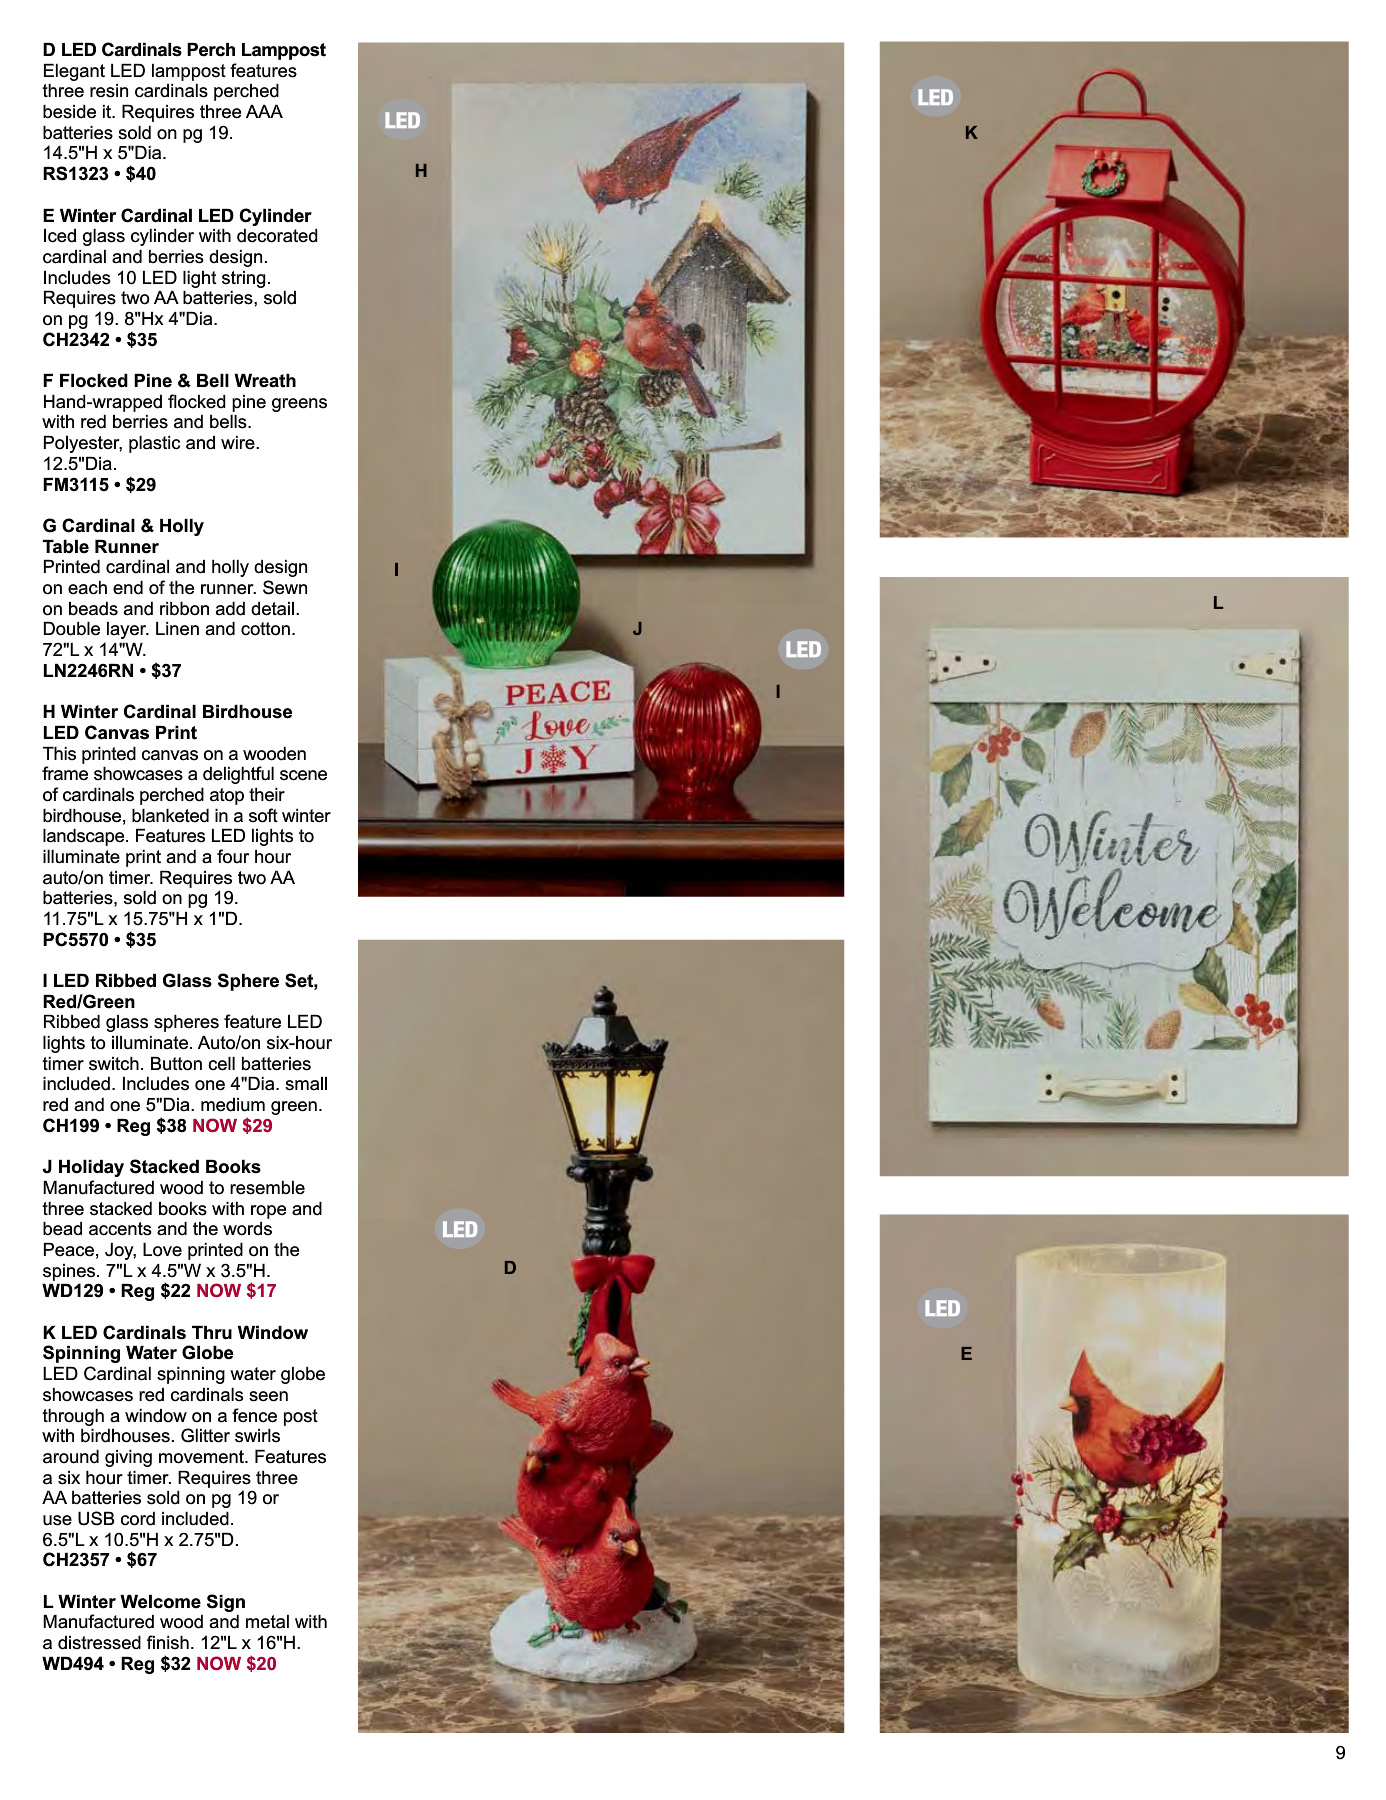 D LED Cardinals Perch Lamppost
Elegant LED lamppost features
three resin cardinals perched
beside it. Requires three AAA
batteries sold on pg 19.
14.5"H x 5"Dia.
RS1323 • $40
E Winter Cardinal LED Cylinder
Iced glass cylinder with decorated
cardinal and berries design.
Includes 10 LED light string.
Requires two AA batteries, sold
on pg 19. 8"Hx 4"Dia.
CH2342 • $35
F Flocked Pine & Bell Wreath
Hand-wrapped flocked pine greens
with red berries and bells.
Polyester, plastic and wire.
12.5"Dia.
FM3115 • $29
G Cardinal & Holly
Table Runner
Printed cardinal and holly design
on each end of the runner. Sewn
on beads and ribbon add detail.
Double layer. Linen and cotton.
72"L x 14"W.
LN2246RN • $37
H Winter Cardinal Birdhouse
LED Canvas Print
This printed canvas on a wooden
frame showcases a delightful scene
of cardinals perched atop their
birdhouse, blanketed in a soft winter
landscape. Features LED lights to
illuminate print and a four hour
auto/on timer. Requires two AA
batteries, sold on pg 19.
11.75"L x 15.75"H x 1"D.
PC5570 • $35
I LED Ribbed Glass Sphere Set,
Red/Green
Ribbed glass spheres feature LED
lights to illuminate. Auto/on six-hour
timer switch. Button cell batteries
included. Includes one 4"Dia. small
red and one 5"Dia. medium green.
CH199 • Reg $38 NOW $29
J Holiday Stacked Books
Manufactured wood to resemble
three stacked books with rope and
bead accents and the words
Peace, Joy, Love printed on the
spines. 7"L x 4.5"W x 3.5"H.
WD129 • Reg $22 NOW $17
K LED Cardinals Thru Window
Spinning Water Globe
LED Cardinal spinning water globe
showcases red cardinals seen
through a window on a fence post
with birdhouses. Glitter swirls
around giving movement. Features
a six hour timer. Requires three
AA batteries sold on pg 19 or
use USB cord included.
6.5"L x 10.5"H x 2.75"D.
CH2357 • $67
L Winter Welcome Sign
Manufactured wood and metal with
a distressed finish. 12"L x 16"H.
WD494 • Reg $32 NOW $20
LED
H
I
J
LED
I
PEACE
Love
JOY
LED
D
LED
K
L
Winter
Welcome
LED
E
9